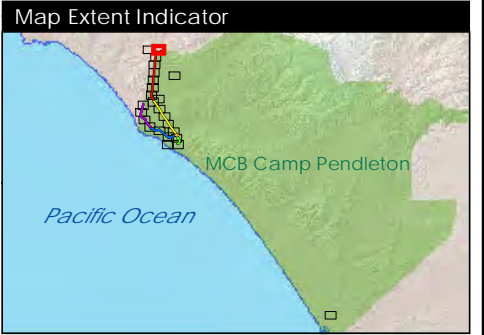 Map Extent Indicator
MCB Camp Pendleton
Pacific Ocean